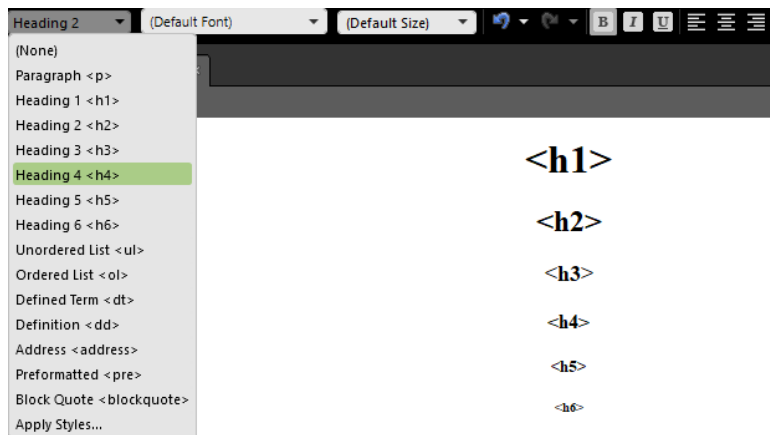 Heading 2 (Default Font) (Default Size) B I U
(None)
Paragraph <p>
Heading 1 <h1>
Heading 2 <h2>
Heading 3 <h3>
Heading 4 <h4>
Heading 5 <h5>
Heading 6 <h6>
Unordered List <ul>
Ordered List <ol>
Defined Term <dt>
Definition <dd>
Address <address>
Preformatted <pre>
Block Quote <blockquote>
Apply Styles...
<h1>
<h2>
<h3>
<h4>
<h5>
<h6>